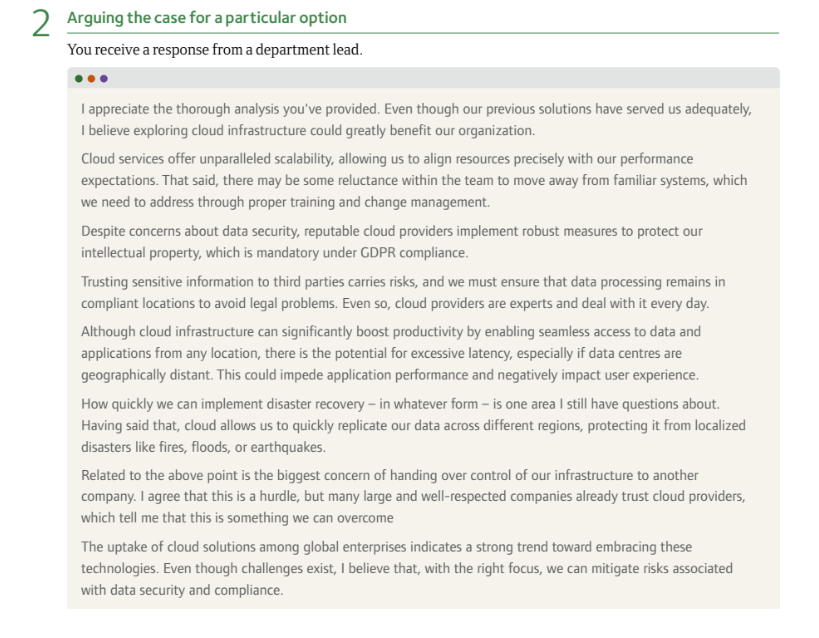 2 Arguing the case for a particular option
You receive a response from a department lead.
I appreciate the thorough analysis you've provided. Even though our previous solutions have served us adequately,
I believe exploring cloud infrastructure could greatly benefit our organization.
Cloud services offer unparalleled scalability, allowing us to align resources precisely with our performance
expectations. That said, there may be some reluctance within the team to move away from familiar systems, which
we need to address through proper training and change management.
Despite concerns about data security, reputable cloud providers implement robust measures to protect our
intellectual property, which is mandatory under GDPR compliance.
Trusting sensitive information to third parties carries risks, and we must ensure that data processing remains in
compliant locations to avoid legal problems. Even so, cloud providers are experts and deal with it every day.
Although cloud infrastructure can significantly boost productivity by enabling seamless access to data and
applications from any location, there is the potential for excessive latency, especially if data centres are
geographically distant. This could impede application performance and negatively impact user experience.
How quickly we can implement disaster recovery – in whatever form – is one area I still have questions about.
Having said that, cloud allows us to quickly replicate our data across different regions, protecting it from localized
disasters like fires, floods, or earthquakes.
Related to the above point is the biggest concern of handing over control of our infrastructure to another
company. I agree that this is a hurdle, but many large and well-respected companies already trust cloud providers,
which tell me that this is something we can overcome
The uptake of cloud solutions among global enterprises indicates a strong trend toward embracing these
technologies. Even though challenges exist, I believe that, with the right focus, we can mitigate risks associated
with data security and compliance.